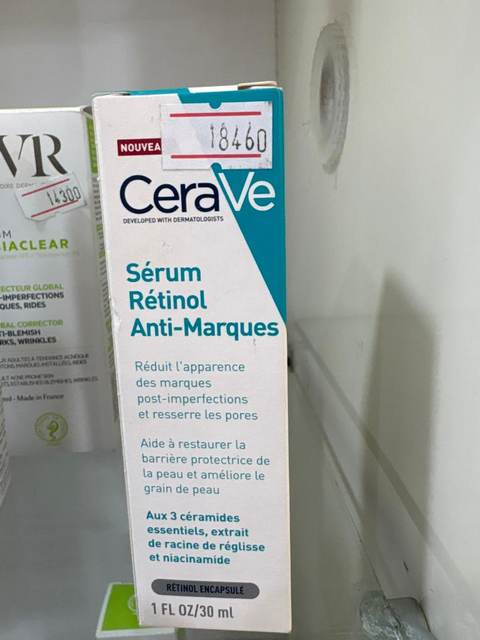 NOUVEA
18460
CeraVe
DEVELOPED WITH DERMATOLOGISTS
Sérum
Rétinol
Anti-Marques
Réduit l'apparence
des marques
post-imperfections
et resserre les pores
Aide à restaurer la
barrière protectrice de
la peau et améliore le
grain de peau
Aux 3 céramides
essentiels, extrait
de racine de réglisse
et niacinamide
RÉTINOL ENCAPSULÉ
1 FL OZ/30 ml
VR
14300
IACLEAR
ECTEUR GLOBAL
-IMPERFECTIONS
QUES, RIDES
BAL CORRECTOR
TI-BLEMISH
RKS, WRINKLES
ml - Made in France